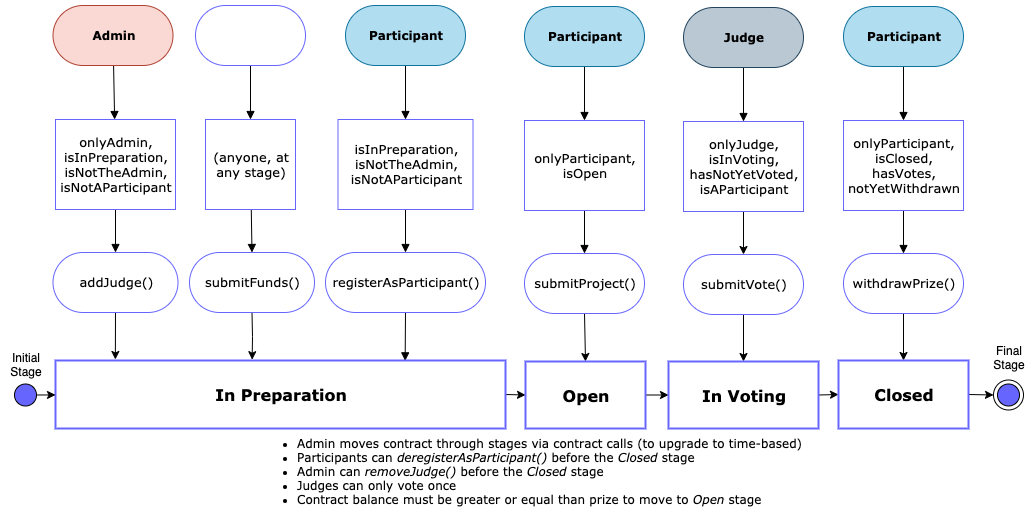 Admin
Participant
Participant
Judge
Participant
onlyAdmin,
isInPreparation,
isNotTheAdmin,
isNotAParticipant
(anyone, at
any stage)
isInPreparation,
isNotTheAdmin,
isNotAParticipant
onlyParticipant,
isOpen
onlyJudge,
isInVoting,
hasNotYetVoted,
isAParticipant
onlyParticipant,
isClosed,
hasVotes,
notYetWithdrawn
addJudge()
submitFunds()
registerAsParticipant()
submitProject()
submitVote()
withdrawPrize()
Initial
Stage
In Preparation
Open
In Voting
Closed
Final
Stage
• Admin moves contract through stages via contract calls (to upgrade to time-based)
• Participants can deregisterAsParticipant() before the Closed stage
• Admin can removeJudge() before the Closed stage
• Judges can only vote once
• Contract balance must be greater or equal than prize to move to Open stage